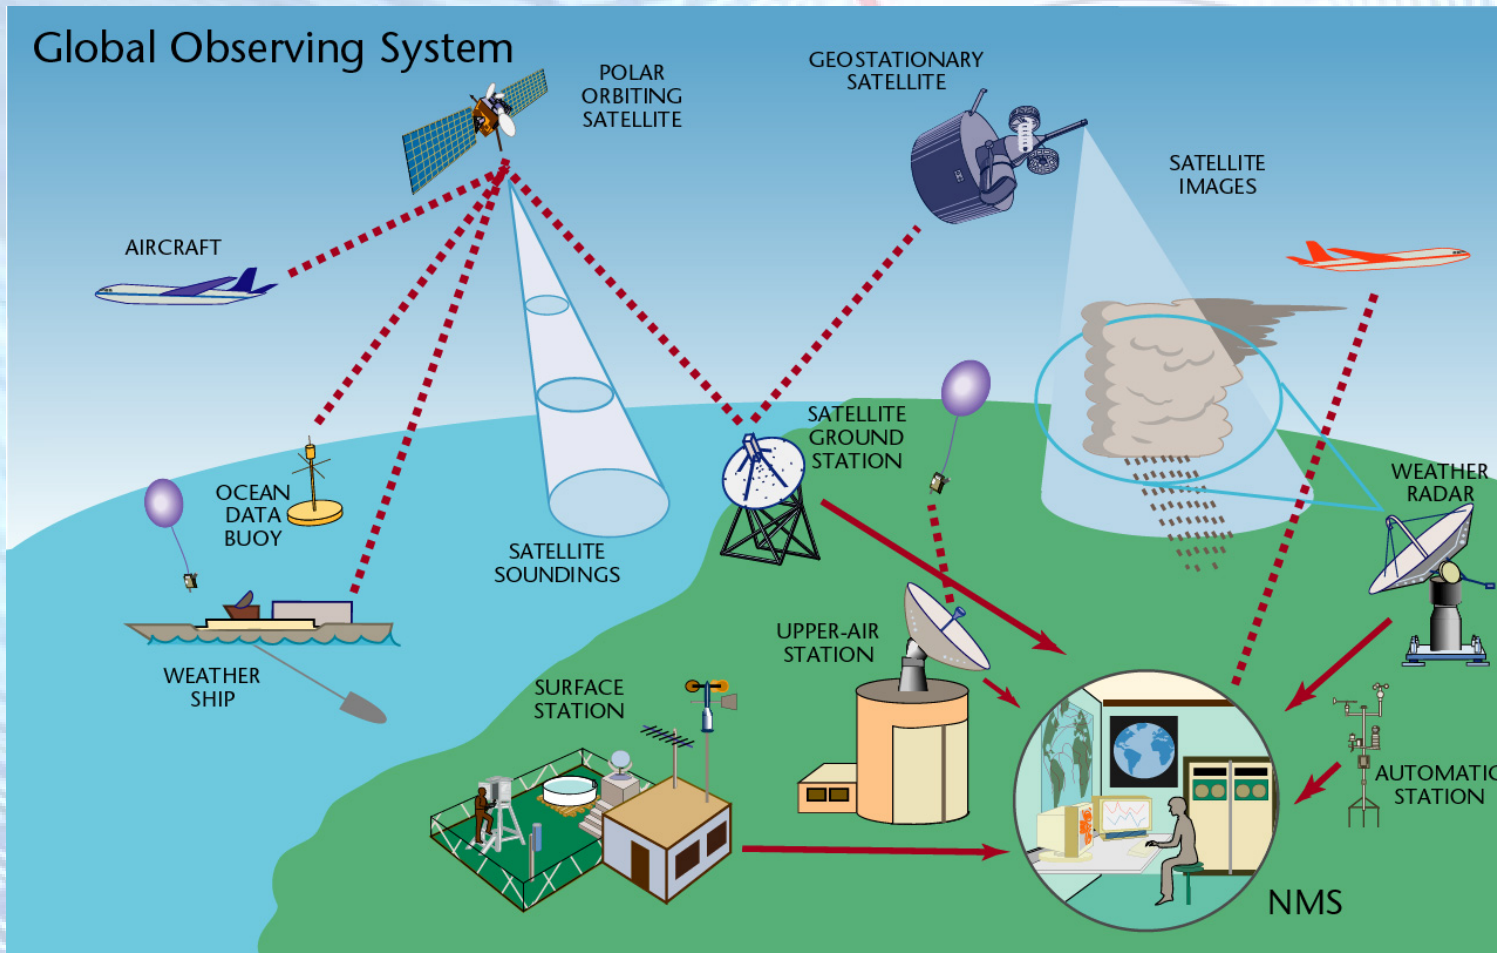 Global Observing System
POLAR
ORBITING
SATELLITE
GEOSTATIONARY
SATELLITE
SATELLITE
IMAGES
AIRCRAFT
SATELLITE
GROUND
STATION
WEATHER
RADAR
OCEAN
DATA
BUOY
SATELLITE
SOUNDINGS
UPPER-AIR
STATION
WEATHER
SHIP
SURFACE
STATION
AUTOMATIC
STATION
NMS